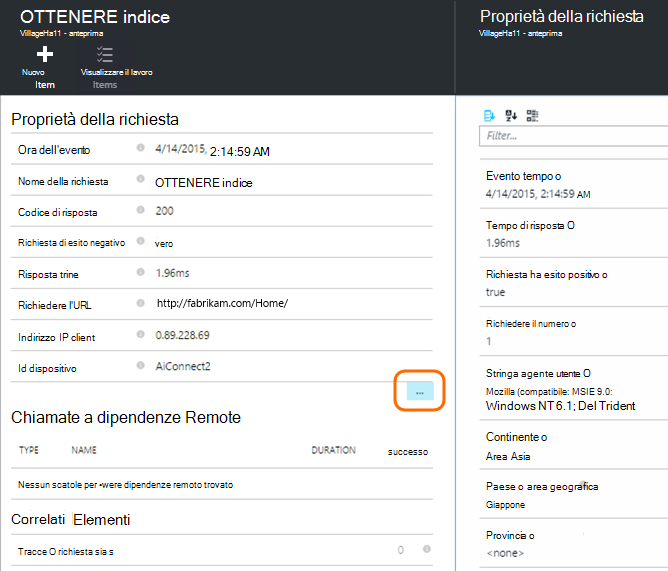 OTTENERE indice
VillageHa11 - anteprima
Nuovo
Item
Visualizzare il lavoro
Items
Proprietà della richiesta
Ora dell'evento
4/14/2015, 2:14:59 AM
Nome della richiesta
OTTENERE indice
Codice di risposta
200
Richiesta di esito negativo
vero
Risposta trine
1.96ms
Richiedere l'URL
http://fabrikam.com/Home/
Indirizzo IP client
0.89.228.69
Id dispositivo
AiConnect2
...
Chiamate a dipendenze Remote
TYPE NAME DURATION successo
Nessun scatole per •were dipendenze remoto trovato
Correlati Elementi
Tracce O richiesta sia s
0
Proprietà della richiesta
VillageHa11 - anteprima
Filter...
Evento tempo o
4/14/2015, 2:14:59 AM
Tempo di risposta O
1.96ms
Richiesta ha esito positivo o
true
Richiedere il numero o
1
Stringa agente utente O
Mozilla (compatibile: MSIE 9.0:
Windows NT 6.1; Del Trident
Continente o
Area Asia
Paese o area geografica
Giappone
Provincia o
<none>